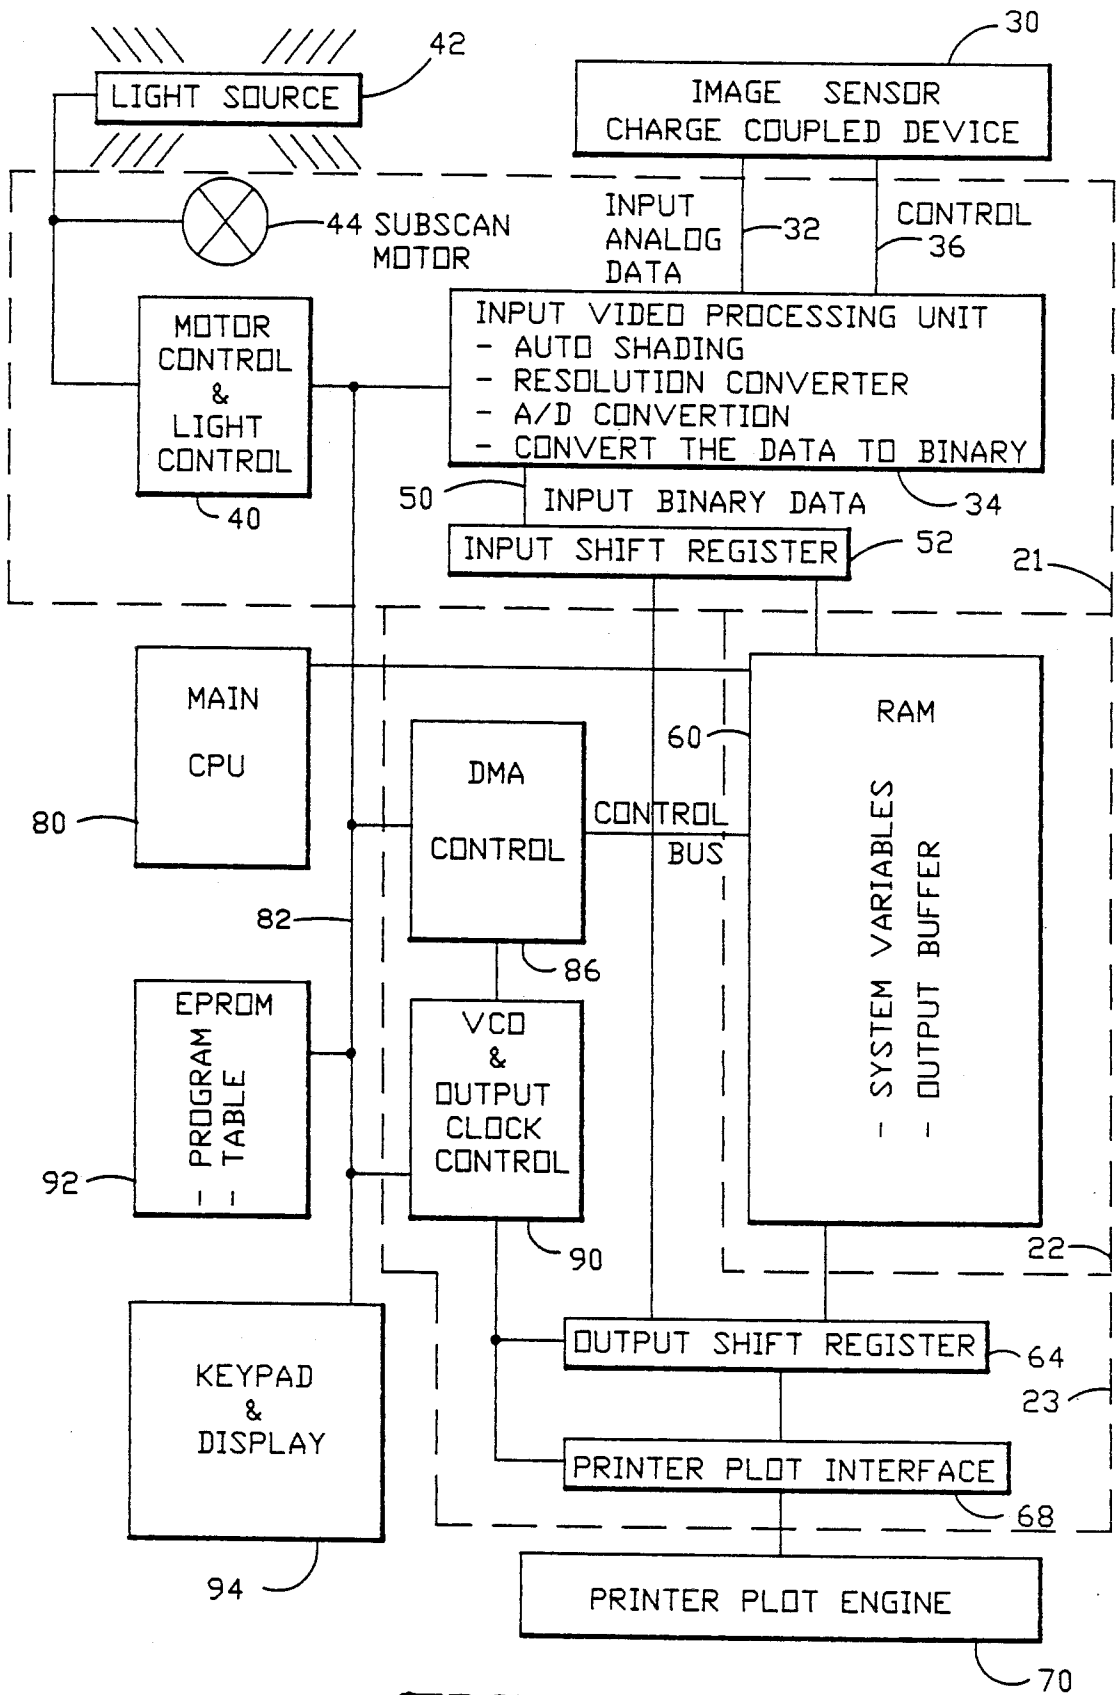 42
LIGHT SOURCE
30
IMAGE SENSOR
CHARGE COUPLED DEVICE
44 SUBSCAN
MOTOR
INPUT
ANALOG
DATA
32
CONTROL
36
MOTOR
CONTROL
&
LIGHT
CONTROL
40
INPUT VIDEO PROCESSING UNIT
- AUTO SHADING
- RESOLUTION CONVERTER
- A/D CONVERTION
- CONVERT THE DATA TO BINARY
34
50
INPUT BINARY DATA
INPUT SHIFT REGISTER
52
21
MAIN
CPU
80
DMA
CONTROL
86
CONTROL
BUS
60
RAM
- SYSTEM VARIABLES
- OUTPUT BUFFER
82
EPROM
- PROGRAM
- TABLE
92
VCO
&
OUTPUT
CLOCK
CONTROL
90
22
KEYPAD
&
DISPLAY
94
OUTPUT SHIFT REGISTER
64
23
PRINTER PLOT INTERFACE
68
PRINTER PLOT ENGINE
70